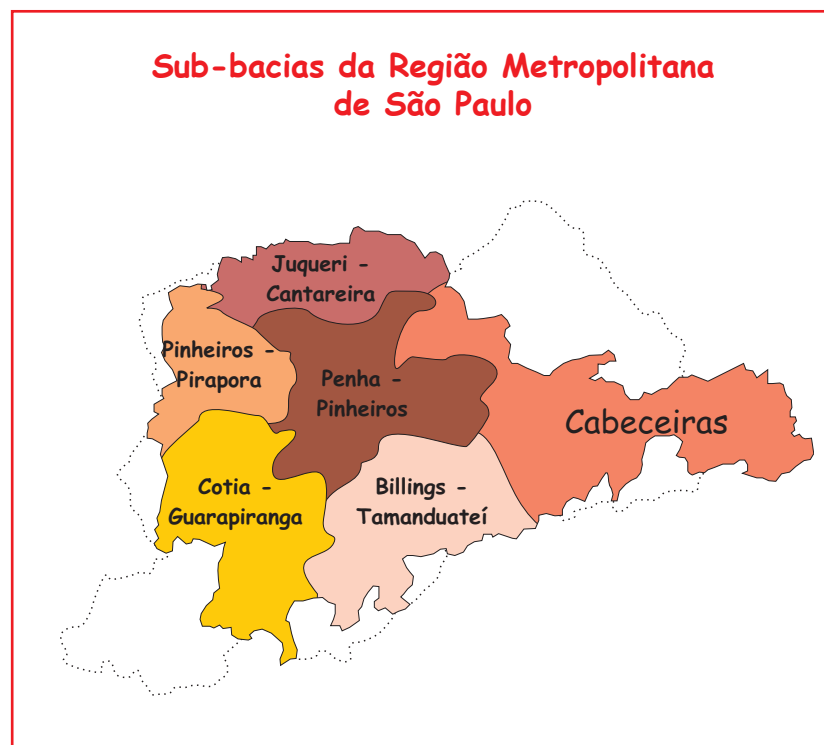 Sub-bacias da Região Metropolitana
de São Paulo
Juqueri -
Cantareira
Pinheiros -
Pirapora
Penha -
Pinheiros
Cabeceiras
Cotia -
Guarapiranga
Billings -
Tamanduateí